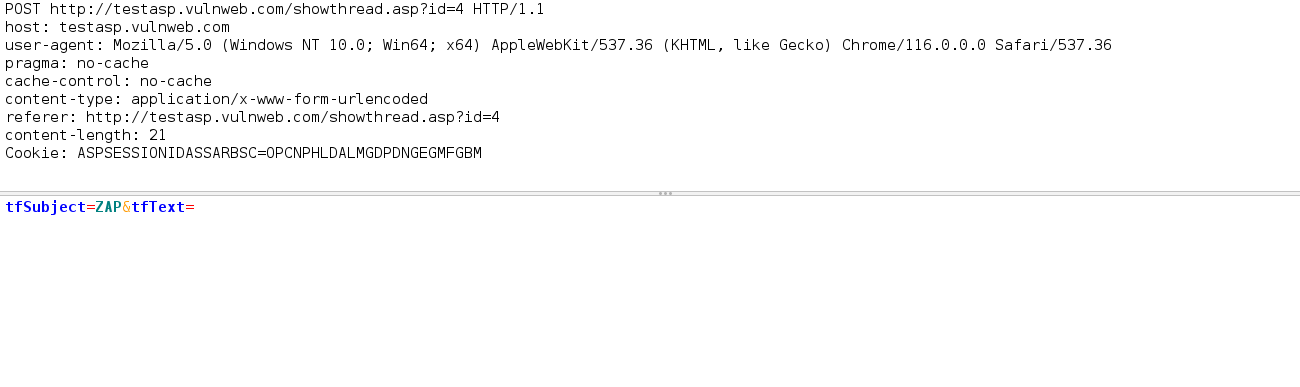 POST http://testasp.vulnweb.com/showthread.asp?id=4 HTTP/1.1
host: testasp.vulnweb.com
user-agent: Mozilla/5.0 (Windows NT 10.0; Win64; x64) AppleWebKit/537.36 (KHTML, like Gecko) Chrome/116.0.0.0 Safari/537.36
pragma: no-cache
cache-control: no-cache
content-type: application/x-www-form-urlencoded
referer: http://testasp.vulnweb.com/showthread.asp?id=4
content-length: 21
Cookie: ASPSESSIONIDASSARBSC=OPCNPHLDALMGDPDNGEGMFGBM
tfSubject=ZAP&tfText=